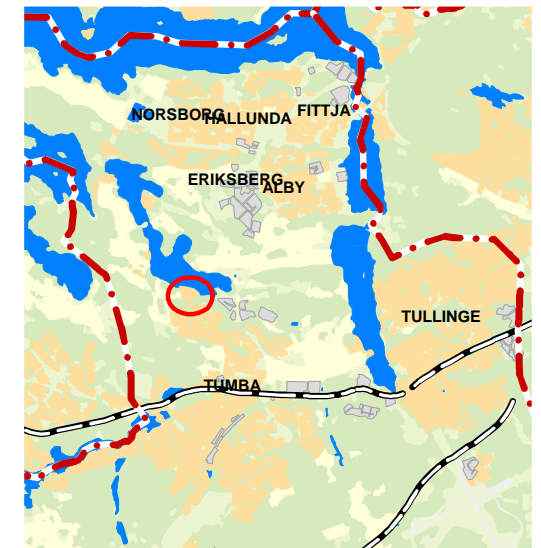 NORSBORG
HALLUNDA
FITTJA
ERIKSBERG
ALBY
TULLINGE
TUMBA